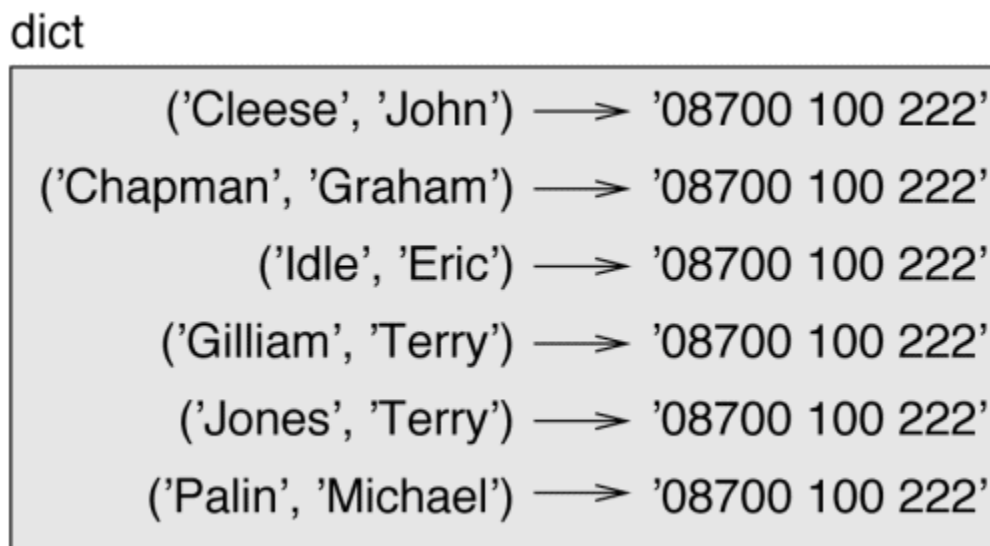 dict
('Cleese', 'John') → '08700 100 222'
('Chapman', 'Graham') → '08700 100 222'
('Idle', 'Eric') → '08700 100 222'
('Gilliam', 'Terry') → '08700 100 222'
('Jones', 'Terry') → '08700 100 222'
('Palin', 'Michael') → '08700 100 222'